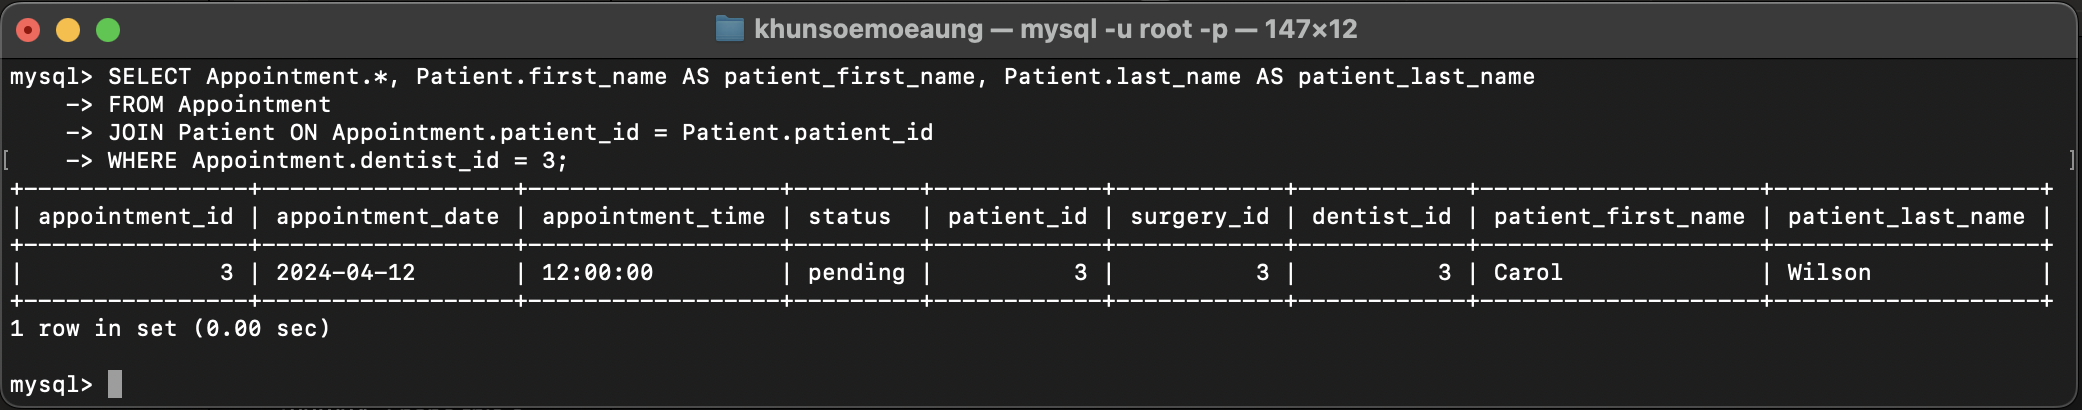 khunsoemoeaung — mysql -u root -p — 147×12
mysql> SELECT Appointment.*, Patient.first_name AS patient_first_name, Patient.last_name AS patient_last_name
    -> FROM Appointment
    -> JOIN Patient ON Appointment.patient_id = Patient.patient_id
[    -> WHERE Appointment.dentist_id = 3; ]
+----------------+------------------+------------------+---------+------------+------------+------------+--------------------+-------------------+
| appointment_id | appointment_date | appointment_time | status  | patient_id | surgery_id | dentist_id | patient_first_name | patient_last_name |
+----------------+------------------+------------------+---------+------------+------------+------------+--------------------+-------------------+
|              3 | 2024-04-12       | 12:00:00         | pending |          3 |          3 |          3 | Carol              | Wilson            |
+----------------+------------------+------------------+---------+------------+------------+------------+--------------------+-------------------+
1 row in set (0.00 sec)
mysql>